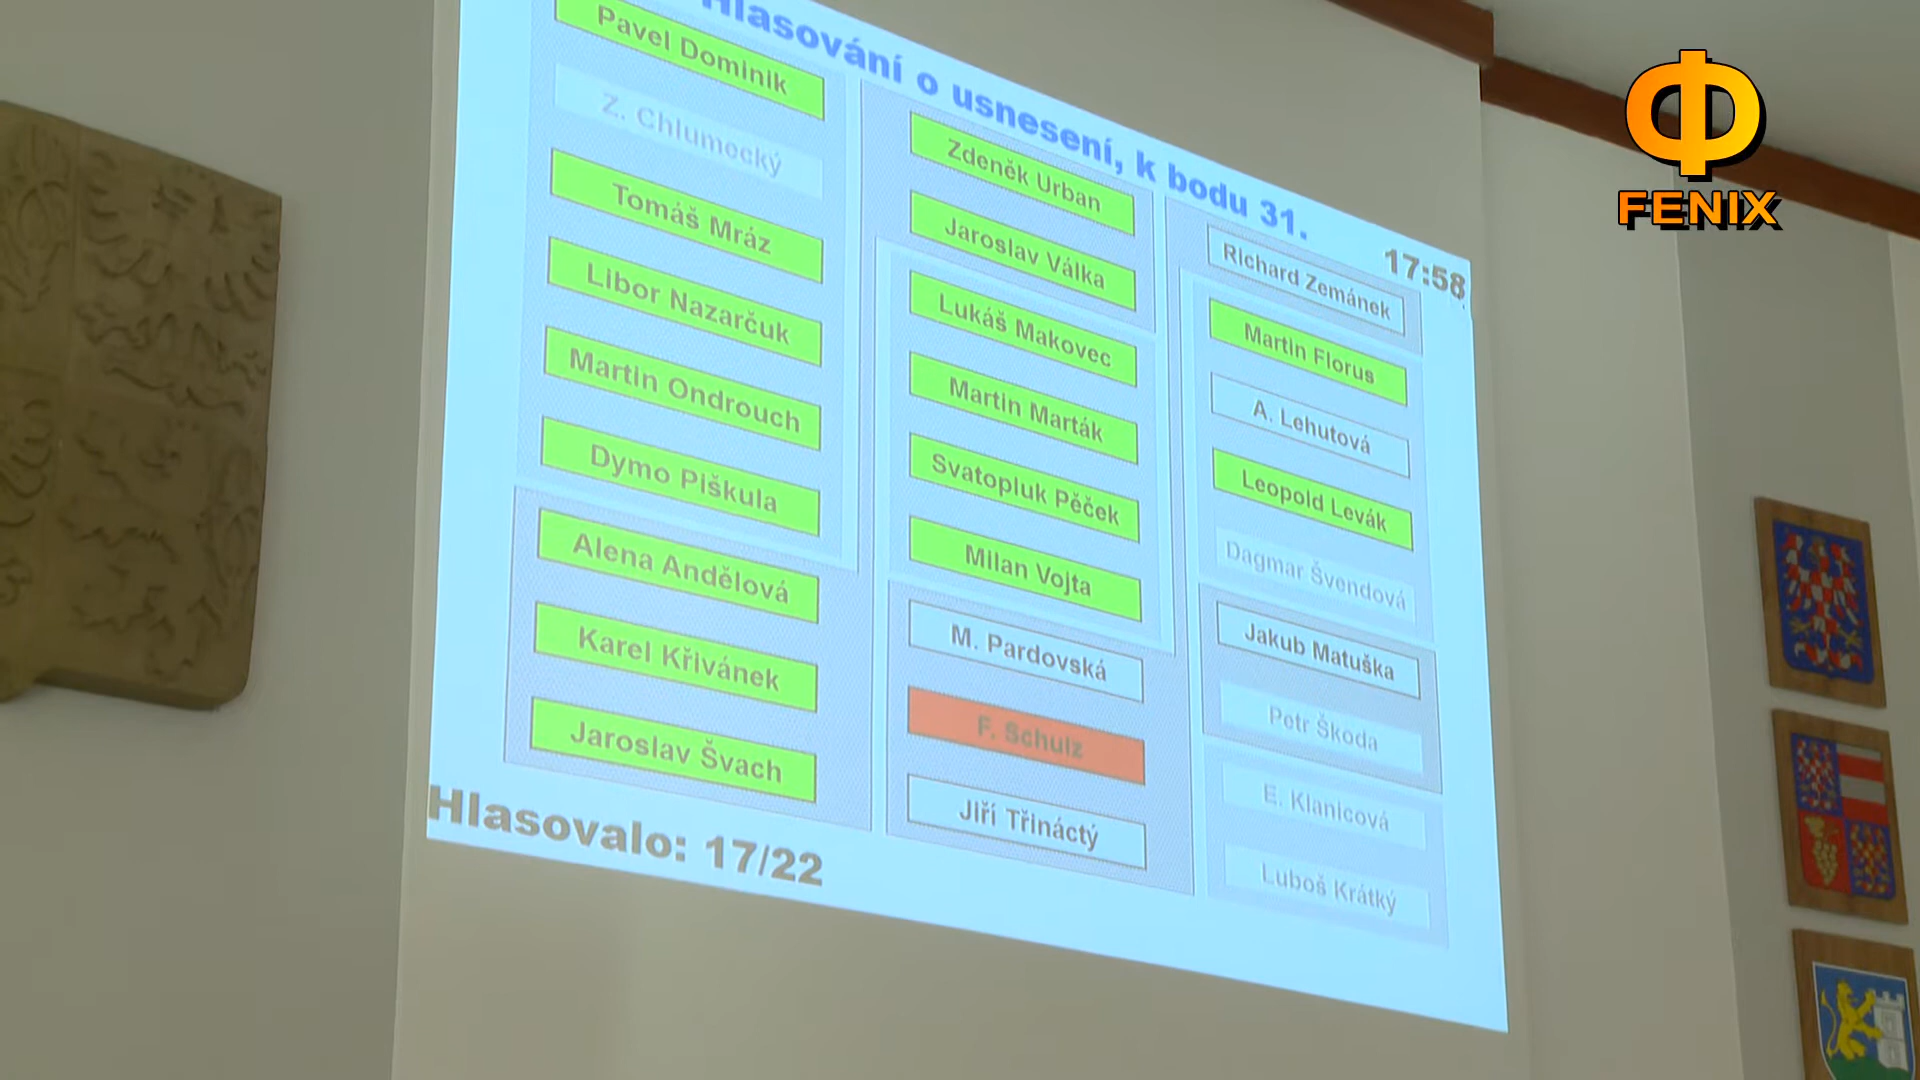 Hlasování o usnesení, k bodu 31.
17:58
Pavel Dominik
Z. Chlumecký
Tomáš Mráz
Libor Nazarčuk
Martin Ondrouch
Dymo Piškula
Alena Andělová
Karel Křivánek
Jaroslav Švach
Zdeněk Urban
Jaroslav Válka
Lukáš Makovec
Martin Marták
Svatopluk Pěček
Milan Vojta
M. Pardovská
F. Schulz
Jiří Třináctý
Richard Zemánek
Martin Florus
A. Lehutová
Leopold Levák
Dagmar Švendová
Jakub Matuška
Petr Škoda
E. Klanicová
Luboš Krátký
Hlasovalo: 17/22
FENIX